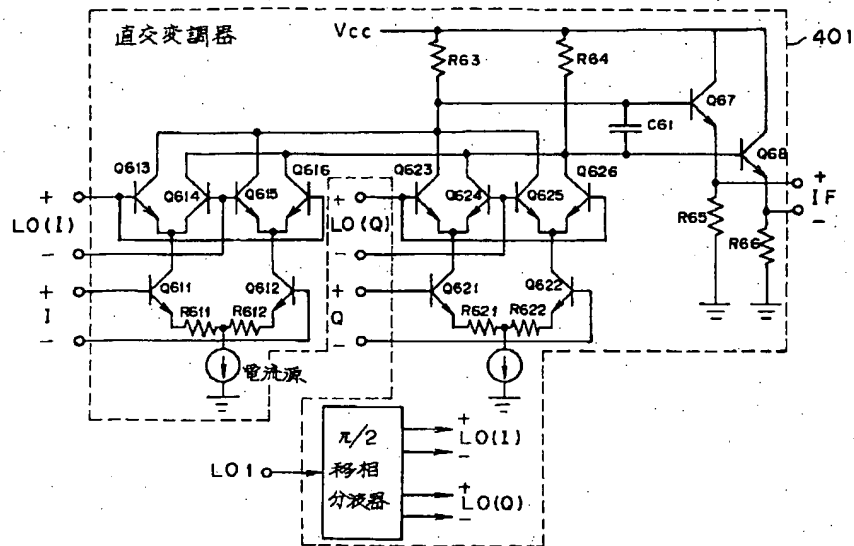 直交変調器
Vcc
401
R63
R64
Q67
C61
Q68
Q613
Q614
Q615
Q616
Q623
Q624
Q625
Q626
+
LO(I)
−
+
LO(Q)
−
+
IF
−
R65
R66
+
I
−
Q611
Q612
R611
R612
+
Q
−
Q621
Q622
R621
R622
電流源
LO1
π/2
移相
分波器
+
LO(I)
−
+
LO(Q)
−